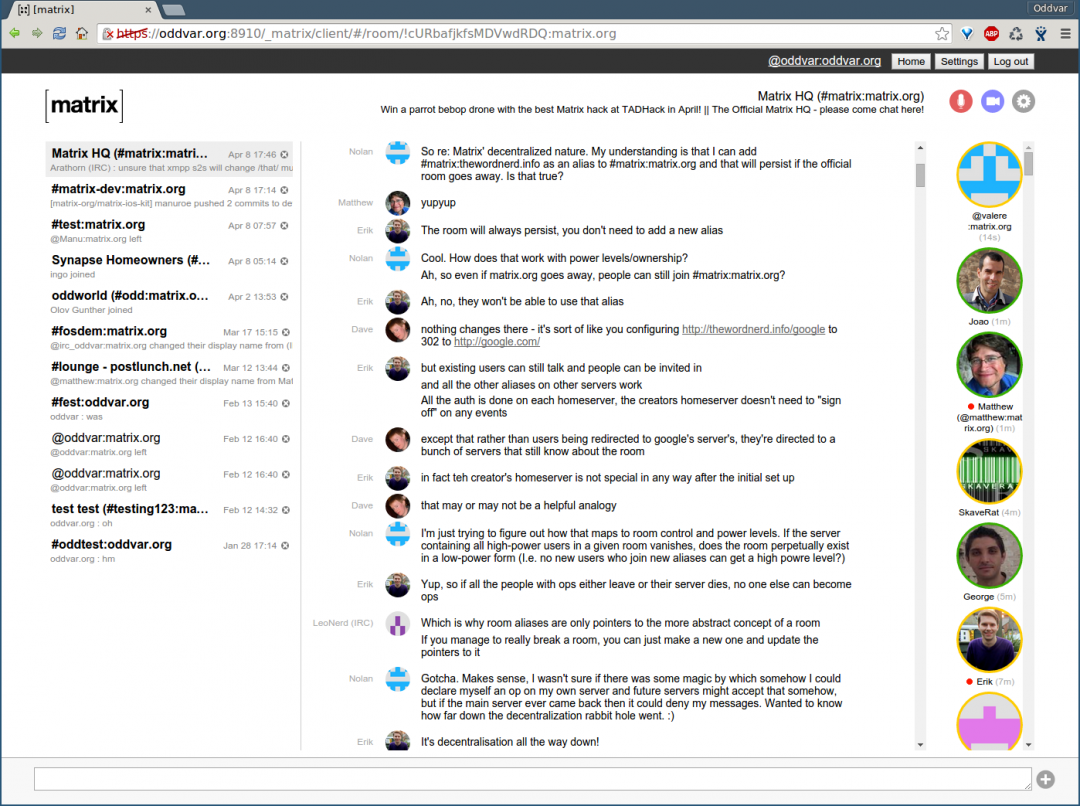 [matrix]
Oddvar
https://oddvar.org:8910/_matrix/client/#/room/!cURbafjkfsMDVwdRDQ:matrix.org
ABP
@oddvar:oddvar.org Home Settings Log out
[matrix]
Matrix HQ (#matrix:matrix.org)
Win a parrot bebop drone with the best Matrix hack at TADHack in April! || The Official Matrix HQ - please come chat here!
Matrix HQ (#matrix:matri... Apr 8 17:46
Arathorn (IRC) : unsure that xmpp s2s will change /that/ mu
#matrix-dev:matrix.org Apr 8 17:14
[matrix-org/matrix-ios-kit] manuroe pushed 2 commits to de
#test:matrix.org Apr 8 07:57
@Manu:matrix.org left
Synapse Homeowners (#... Apr 8 05:14
ingo joined
oddworld (#odd:matrix.o... Apr 2 13:53
Olov Gunther joined
#fosdem:matrix.org Mar 17 15:15
@irc_oddvar:matrix.org changed their display name from (I
#lounge - postlunch.net (... Mar 12 13:44
@matthew:matrix.org changed their display name from Mat
#fest:oddvar.org Feb 13 15:40
oddvar : was
@oddvar:matrix.org Feb 12 16:40
@oddvar:matrix.org left
@oddvar:matrix.org Feb 12 16:40
@oddvar:matrix.org left
test test (#testing123:ma... Feb 12 14:32
oddvar.org : oh
#oddtest:oddvar.org Jan 28 17:14
oddvar.org : hm
Nolan So re: Matrix' decentralized nature. My understanding is that I can add
#matrix:thewordnerd.info as an alias to #matrix:matrix.org and that will persist if the official
room goes away. Is that true?
Matthew yupyup
Erik The room will always persist, you don't need to add a new alias
Nolan Cool. How does that work with power levels/ownership?
Ah, so even if matrix.org goes away, people can still join #matrix:matrix.org?
Erik Ah, no, they won't be able to use that alias
Dave nothing changes there - it's sort of like you configuring http://thewordnerd.info/google to
302 to http://google.com/
Erik but existing users can still talk and people can be invited in
and all the other aliases on other servers work
All the auth is done on each homeserver, the creators homeserver doesn't need to "sign
off" on any events
Dave except that rather than users being redirected to google's server's, they're directed to a
bunch of servers that still know about the room
Erik in fact teh creator's homeserver is not special in any way after the initial set up
Dave that may or may not be a helpful analogy
Nolan I'm just trying to figure out how that maps to room control and power levels. If the server
containing all high-power users in a given room vanishes, does the room perpetually exist
in a low-power form (I.e. no new users who join new aliases can get a high powre level?)
Erik Yup, so if all the people with ops either leave or their server dies, no one else can become
ops
LeoNerd (IRC) Which is why room aliases are only pointers to the more abstract concept of a room
If you manage to really break a room, you can just make a new one and update the
pointers to it
Nolan Gotcha. Makes sense, I wasn't sure if there was some magic by which somehow I could
declare myself an op on my own server and future servers might accept that somehow,
but if the main server ever came back then it could deny my messages. Wanted to know
how far down the decentralization rabbit hole went. :)
Erik It's decentralisation all the way down!
@valere
:matrix.org
(14s)
Joao (1m)
Matthew
(@matthew:mat
rix.org) (1m)
SKAVERAT
SkaveRat (4m)
George (5m)
Erik (7m)